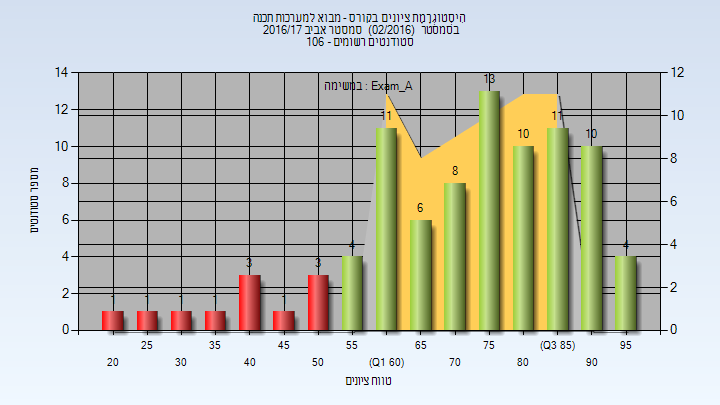 הִיסְטוֹגְרָמַת ציונים בקורס - מבוא למערכות תכנה
בסמסטר (02/2016) סמסטר אביב 2016/17
סטודנטים רשומים - 106
במשימה : Exam_A
מספר סטודנטים
14 12 10 8 6 4 2 0
12 10 8 6 4 2 0
1 1 1 1 3 1 3 4 11 6 8 13 10 11 10 4
25 35 45 55 65 75 (Q3 85) 95
20 30 40 50 (Q1 60) 70 80 90
טווח ציונים